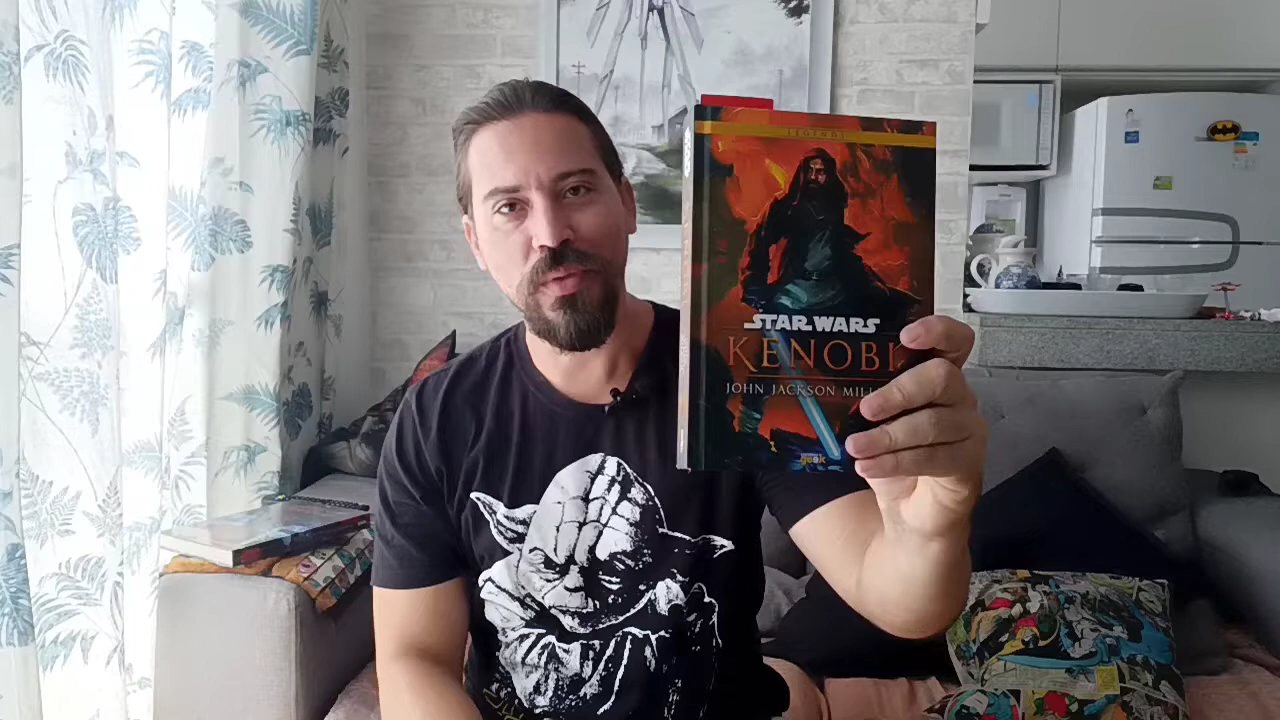 LEGENDS
STAR WARS
KENOBI
JOHN JACKSON MILL
geek